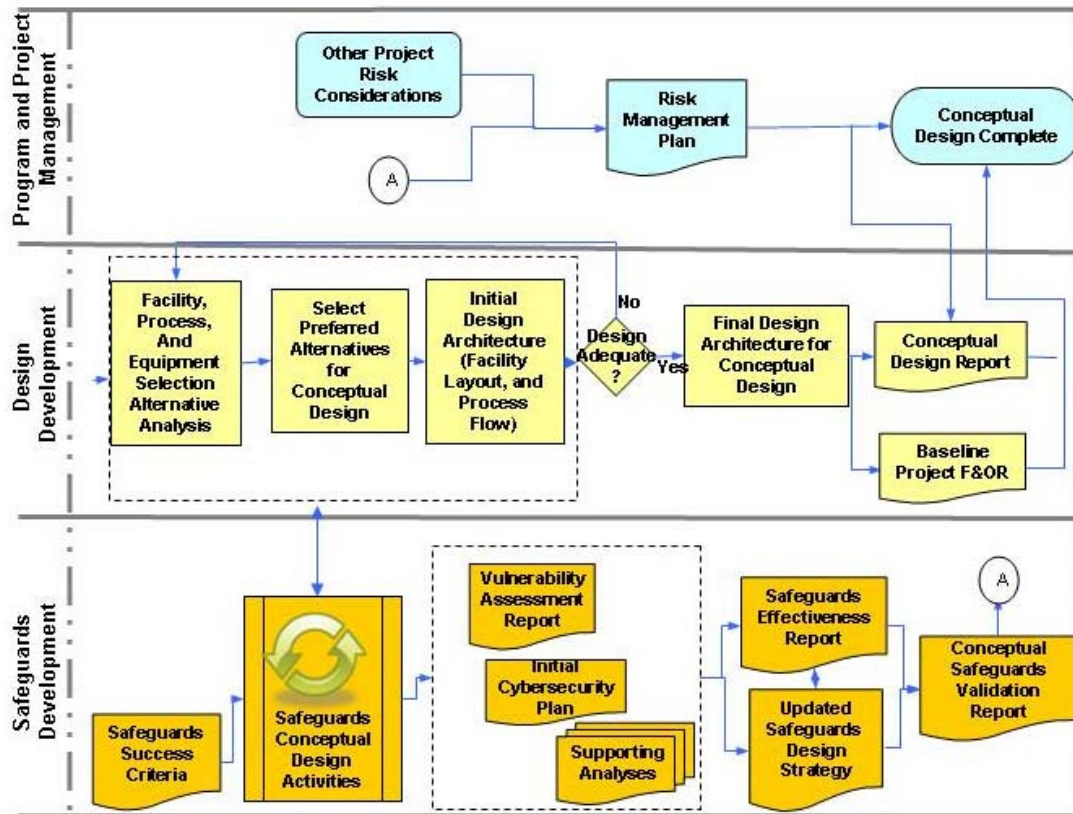 Program and Project
Management
Other Project
Risk
Considerations
Risk
Management
Plan
Conceptual
Design Complete
A
Design
Development
Facility,
Process,
And
Equipment
Selection
Alternative
Analysis
Select
Preferred
Alternatives
for
Conceptual
Design
Initial
Design
Architecture
(Facility
Layout, and
Process
Flow)
No
Design
Adequate
?
Yes
Final Design
Architecture for
Conceptual
Design
Conceptual
Design Report
Baseline
Project F&OR
Safeguards
Development
Safeguards
Success
Criteria
Safeguards
Conceptual
Design
Activities
Vulnerability
Assessment
Report
Initial
Cybersecurity
Plan
Supporting
Analyses
Safeguards
Effectiveness
Report
Updated
Safeguards
Design
Strategy
A
Conceptual
Safeguards
Validation
Report